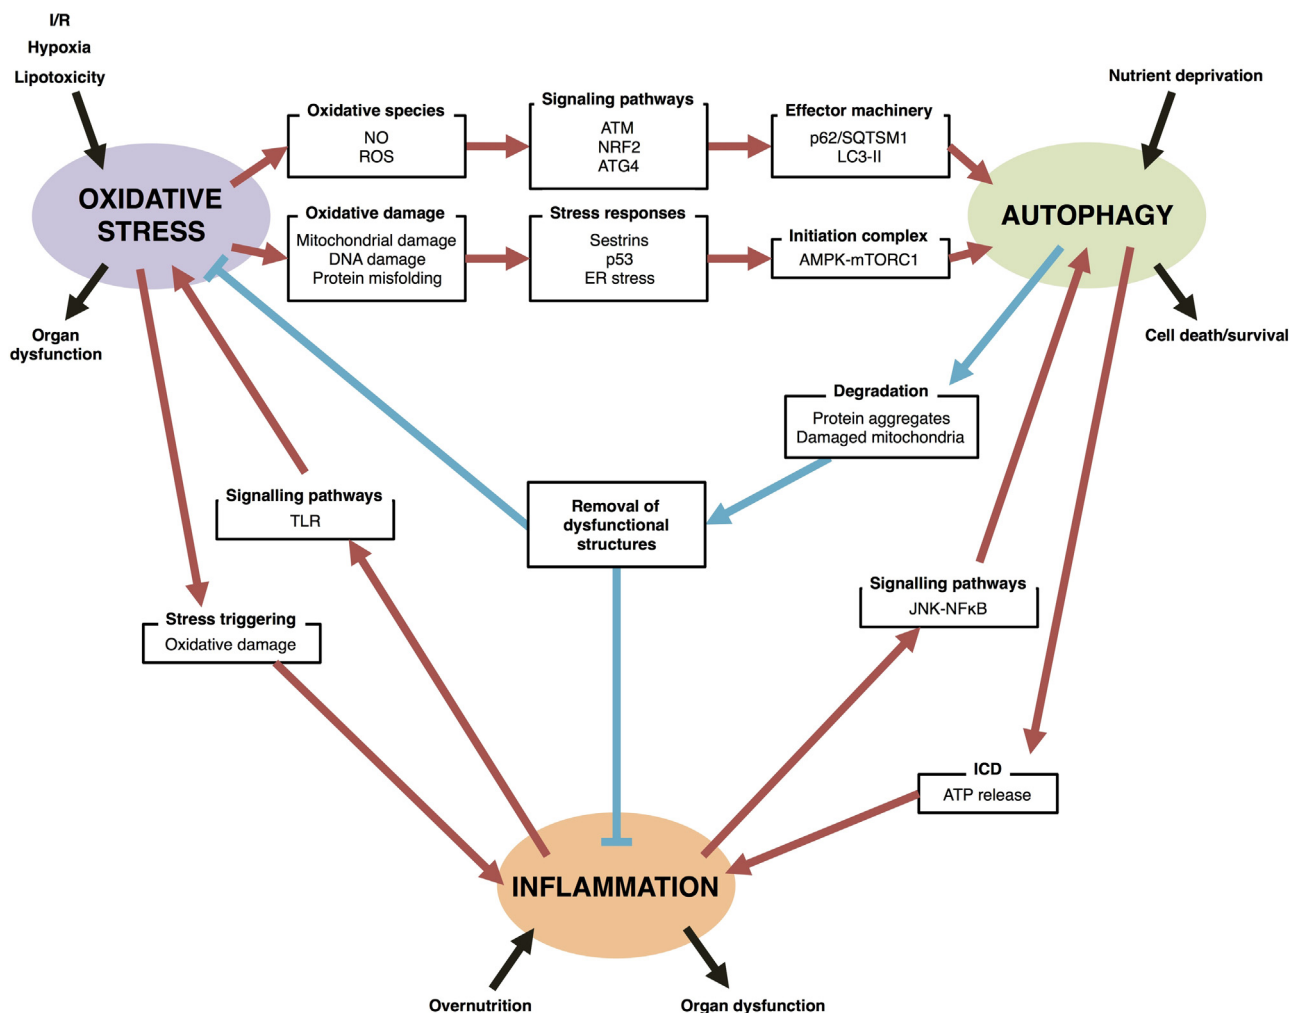 I/R
Hypoxia
Lipotoxicity
Nutrient deprivation
Oxidative species
NO
ROS
Signaling pathways
ATM
NRF2
ATG4
Effector machinery
p62/SQTSM1
LC3-II
OXIDATIVE
STRESS
AUTOPHAGY
Oxidative damage
Mitochondrial damage
DNA damage
Protein misfolding
Stress responses
Sestrins
p53
ER stress
Initiation complex
AMPK-mTORC1
Organ
dysfunction
Cell death/survival
Degradation
Protein aggregates
Damaged mitochondria
Signalling pathways
TLR
Removal of
dysfunctional
structures
Signalling pathways
JNK-NFκB
Stress triggering
Oxidative damage
ICD
ATP release
INFLAMMATION
Overnutrition
Organ dysfunction